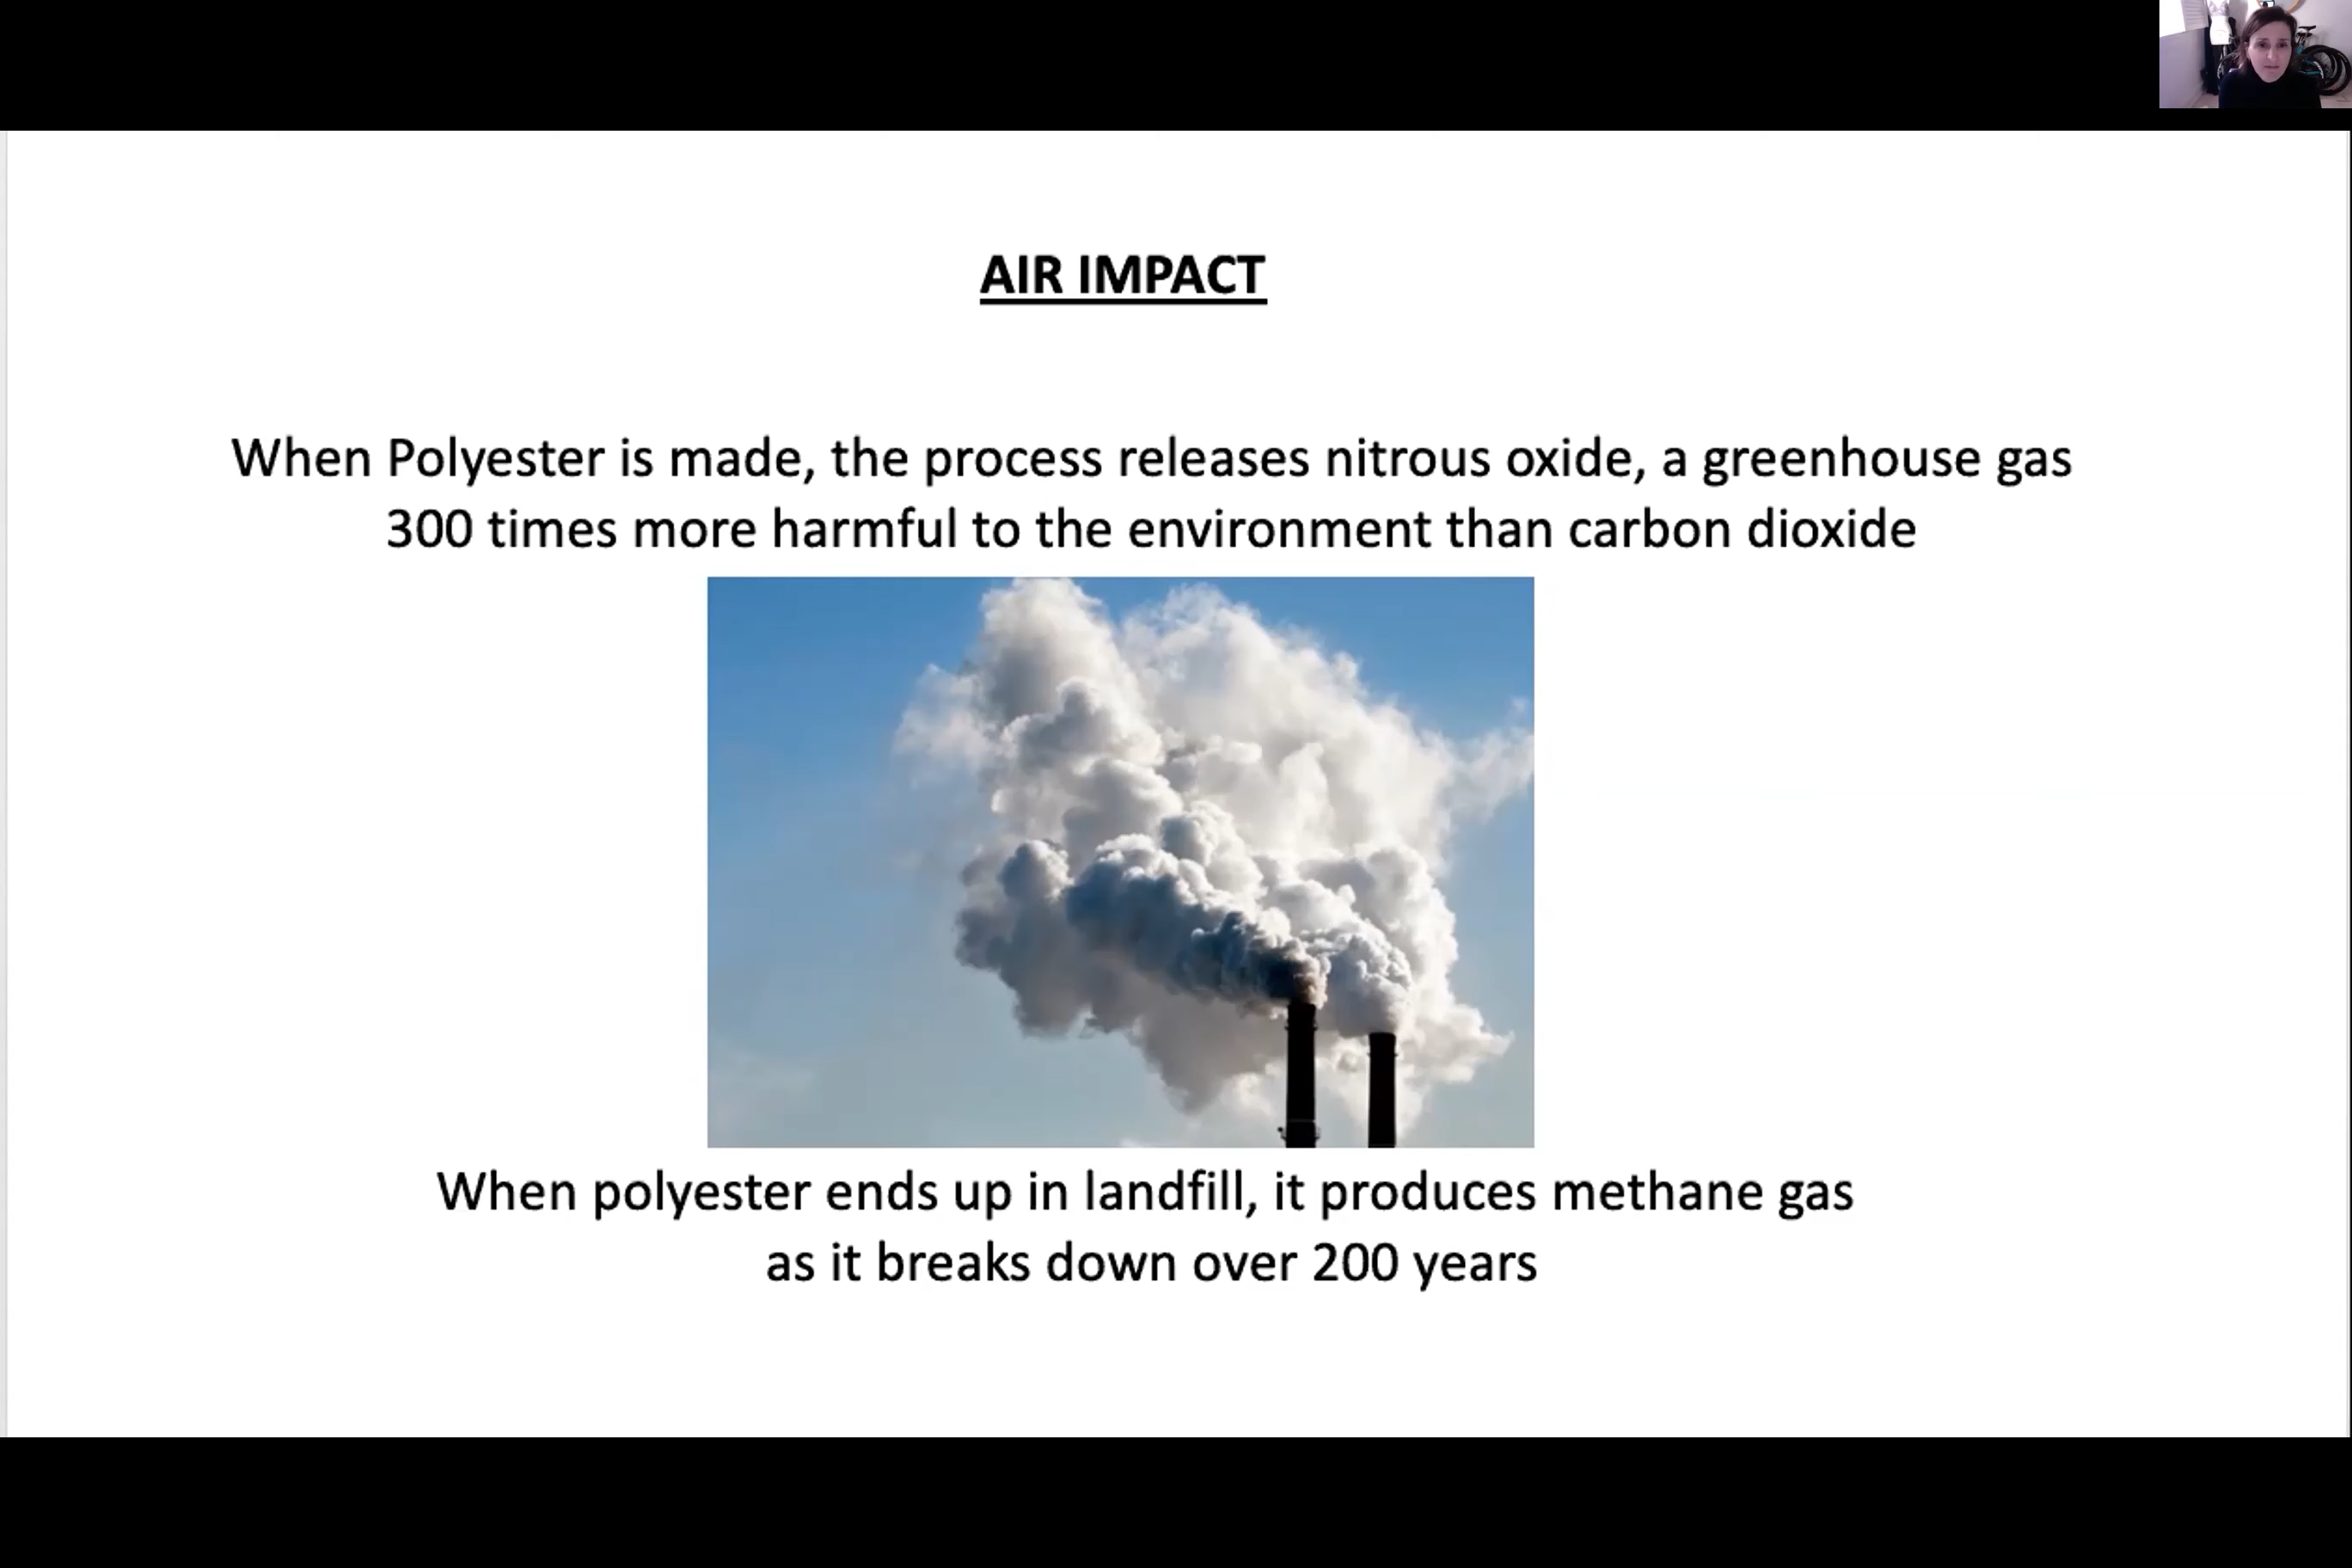 AIR IMPACT
When Polyester is made, the process releases nitrous oxide, a greenhouse gas
300 times more harmful to the environment than carbon dioxide
When polyester ends up in landfill, it produces methane gas
as it breaks down over 200 years